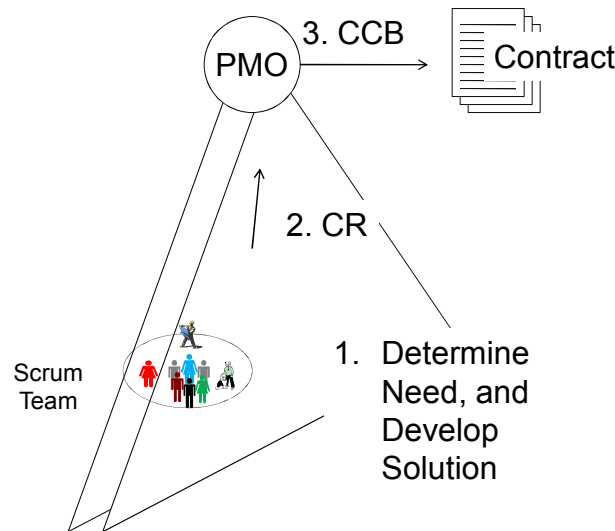 3. CCB
PMO
Contract
2. CR
1. Determine
Need, and
Develop
Solution
Scrum
Team